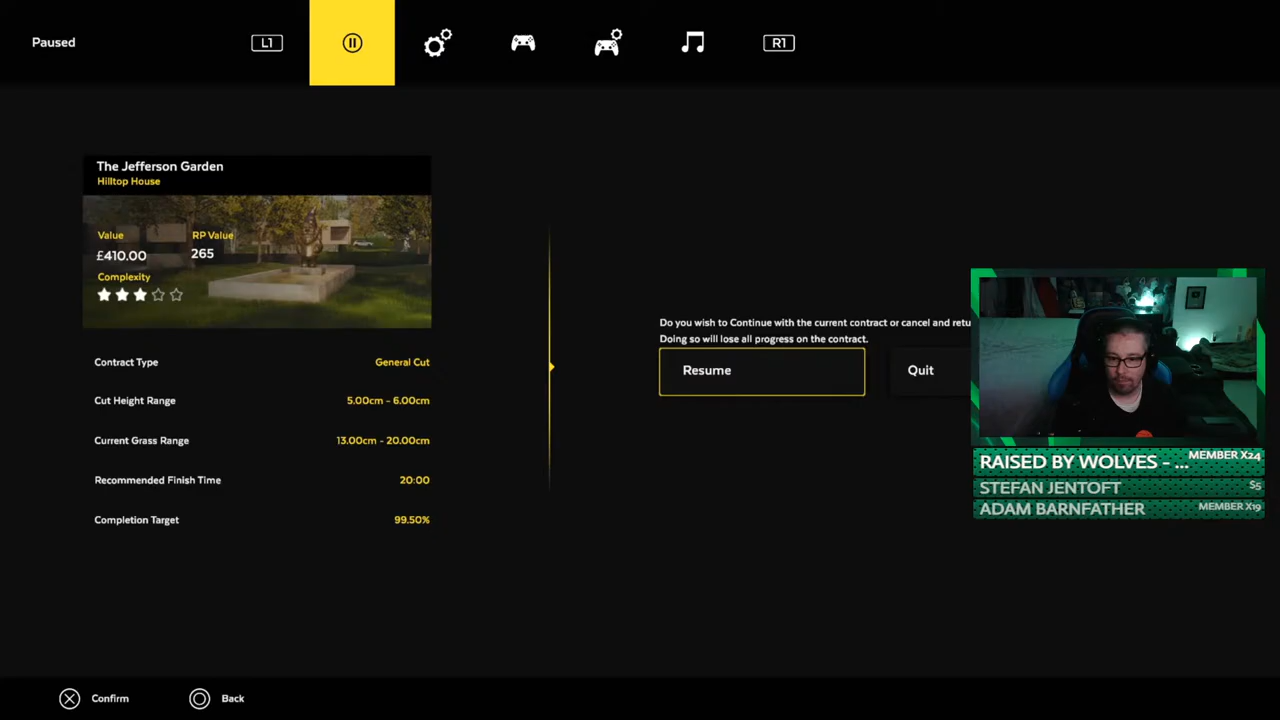 Paused
L1
R1
The Jefferson Garden
Hilltop House
Value
RP Value
£410.00
265
Complexity
Contract Type
General Cut
Cut Height Range
5.00cm - 6.00cm
Current Grass Range
13.00cm - 20.00cm
Recommended Finish Time
20:00
Completion Target
99.50%
Do you wish to Continue with the current contract or cancel and retu
Doing so will lose all progress on the contract.
Resume
Quit
RAISED BY WOLVES - ...
MEMBER X24
STEFAN JENTOFT
$5
ADAM BARNFATHER
MEMBER X19
Confirm
Back